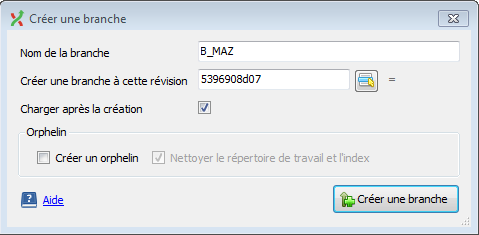 Créer une branche
Nom de la branche B_MAZ
Créer une branche à cette révision 5396908d07 =
Charger après la création
Orphelin
Créer un orphelin Nettoyer le répertoire de travail et l'index
? Aide Créer une branche